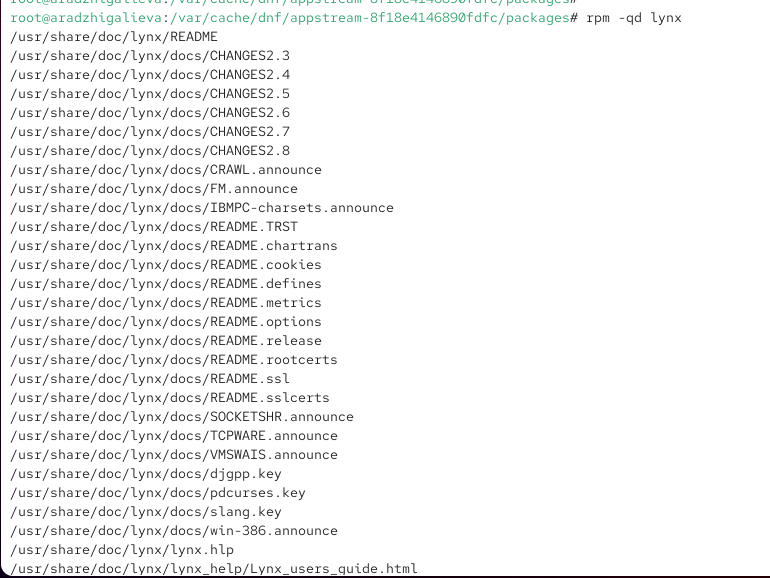 root@aradzhigalieva:/var/cache/dnf/appstream-8f18e4146890fdfc/packages#
root@aradzhigalieva:/var/cache/dnf/appstream-8f18e4146890fdfc/packages# rpm -qd lynx
/usr/share/doc/lynx/README
/usr/share/doc/lynx/docs/CHANGES2.3
/usr/share/doc/lynx/docs/CHANGES2.4
/usr/share/doc/lynx/docs/CHANGES2.5
/usr/share/doc/lynx/docs/CHANGES2.6
/usr/share/doc/lynx/docs/CHANGES2.7
/usr/share/doc/lynx/docs/CHANGES2.8
/usr/share/doc/lynx/docs/CRAWL.announce
/usr/share/doc/lynx/docs/FM.announce
/usr/share/doc/lynx/docs/IBMPC-charsets.announce
/usr/share/doc/lynx/docs/README.TRST
/usr/share/doc/lynx/docs/README.chartrans
/usr/share/doc/lynx/docs/README.cookies
/usr/share/doc/lynx/docs/README.defines
/usr/share/doc/lynx/docs/README.metrics
/usr/share/doc/lynx/docs/README.options
/usr/share/doc/lynx/docs/README.release
/usr/share/doc/lynx/docs/README.rootcerts
/usr/share/doc/lynx/docs/README.ssl
/usr/share/doc/lynx/docs/README.sslcerts
/usr/share/doc/lynx/docs/SOCKETSHR.announce
/usr/share/doc/lynx/docs/TCPWARE.announce
/usr/share/doc/lynx/docs/VMSWAIS.announce
/usr/share/doc/lynx/docs/djgpp.key
/usr/share/doc/lynx/docs/pdcurses.key
/usr/share/doc/lynx/docs/slang.key
/usr/share/doc/lynx/docs/win-386.announce
/usr/share/doc/lynx/lynx.hlp
/usr/share/doc/lynx/lynx_help/Lynx_users_guide.html